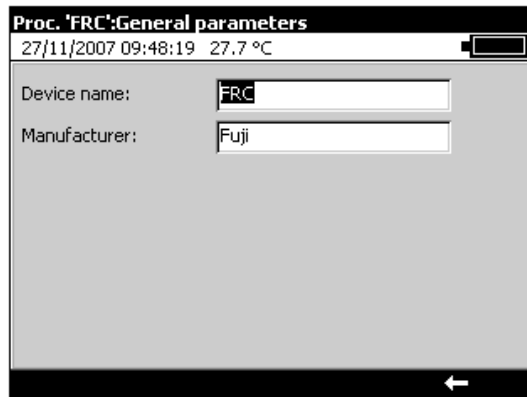 Proc. 'FRC':General parameters
27/11/2007 09:48:19 27.7 °C
Device name: FRC
Manufacturer: Fuji